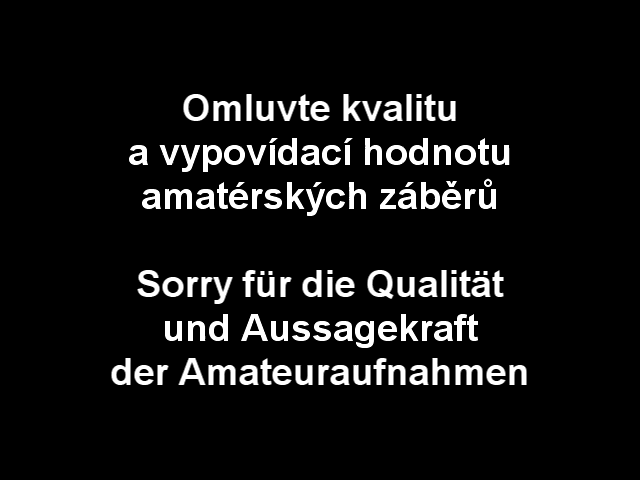 Omluvte kvalitu
a vypovídací hodnotu
amatérských záběrů
Sorry für die Qualität
und Aussagekraft
der Amateuraufnahmen